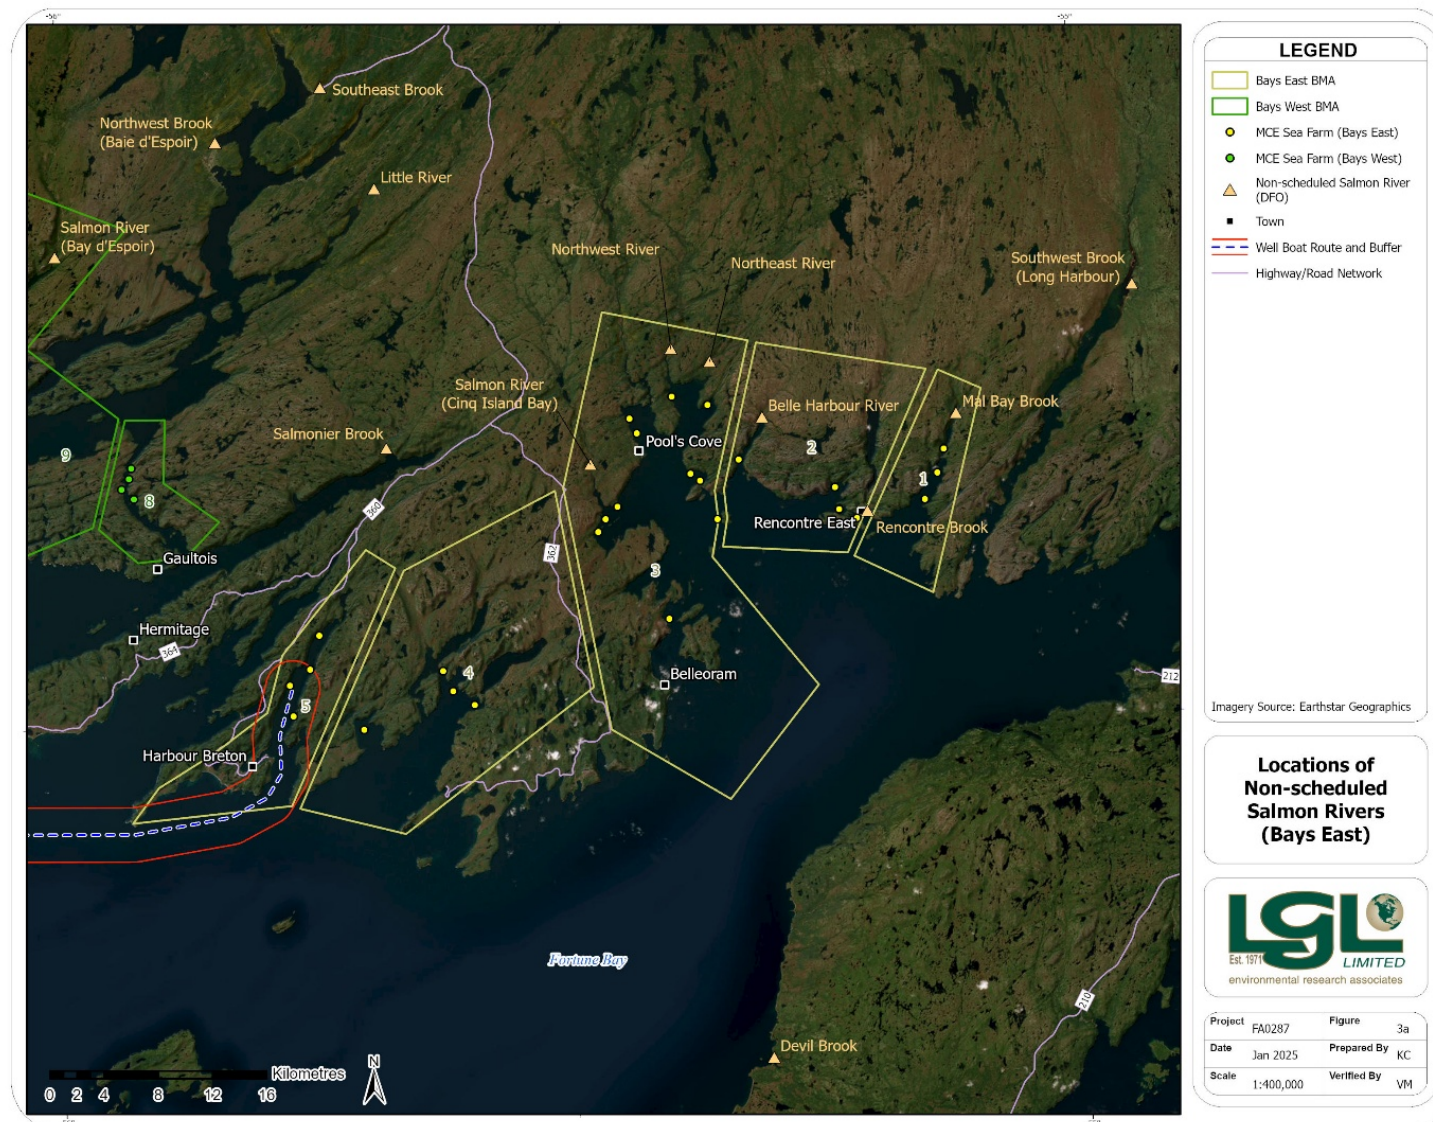 -56°
-55°
Southeast Brook
Northwest Brook
(Baie d'Espoir)
Little River
Salmon River
(Bay d'Espoir)
Northwest River
Northeast River
Southwest Brook
(Long Harbour)
Salmon River
(Cinq Island Bay)
Salmonier Brook
Belle Harbour River
Mal Bay Brook
Pool's Cove
9
8
2
1
360
Rencontre East
Rencontre Brook
Gaultois
362
3
Hermitage
364
4
Belleoram
212
5
Harbour Breton
Fortune Bay
210
Devil Brook
N
Kilometres
0 2 4 8 12 16
LEGEND
Bays East BMA
Bays West BMA
MCE Sea Farm (Bays East)
MCE Sea Farm (Bays West)
Non-scheduled Salmon River
(DFO)
Town
Well Boat Route and Buffer
Highway/Road Network
Imagery Source: Earthstar Geographics
Locations of
Non-scheduled
Salmon Rivers
(Bays East)
LGL
Est. 1971
LIMITED
environmental research associates
Project FA0287 Figure 3a
Date Jan 2025 Prepared By KC
Scale 1:400,000 Verified By VM